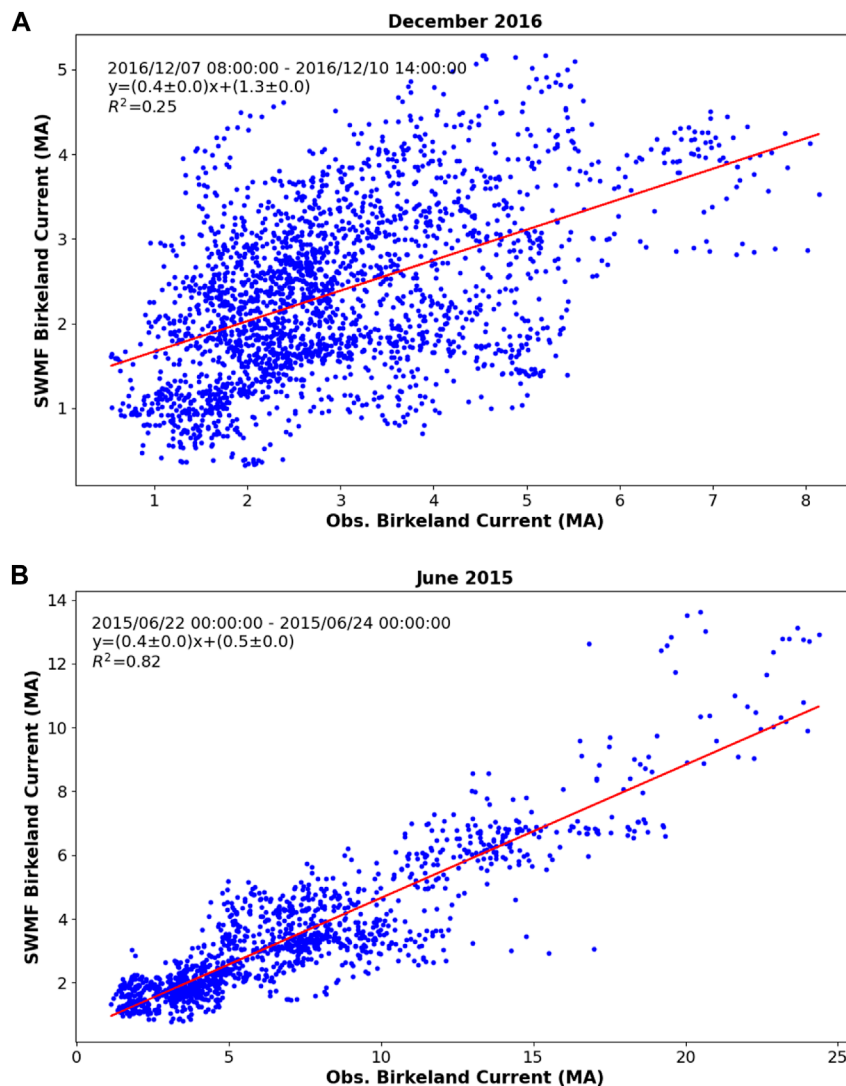 A
December 2016
2016/12/07 08:00:00 - 2016/12/10 14:00:00
y=(0.4±0.0)x+(1.3±0.0)
R²=0.25
5
4
3
2
1
SWMF Birkeland Current (MA)
1 2 3 4 5 6 7 8
Obs. Birkeland Current (MA)
B
June 2015
2015/06/22 00:00:00 - 2015/06/24 00:00:00
y=(0.4±0.0)x+(0.5±0.0)
R²=0.82
14
12
10
8
6
4
2
SWMF Birkeland Current (MA)
0 5 10 15 20 25
Obs. Birkeland Current (MA)